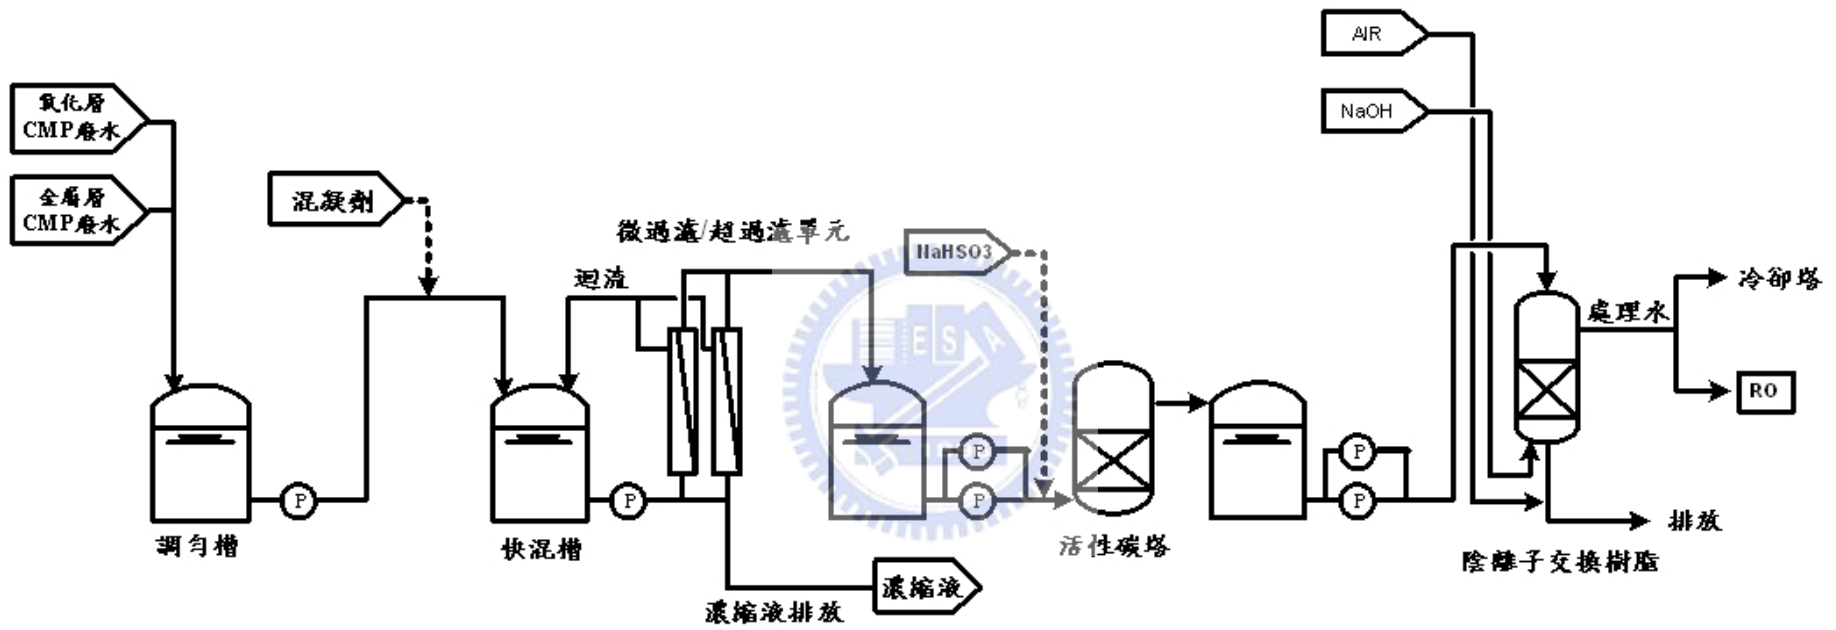 AIR
NaOH
氧化層
CMP廢水
金屬層
CMP廢水
混凝劑
微過濾/超過濾單元
迴流
NaHSO3
ESA
冷卻塔
處理水
RO
P
P
P
P
P
P
調勻槽
快混槽
活性碳塔
陰離子交換樹脂
排放
濃縮液
濃縮液排放